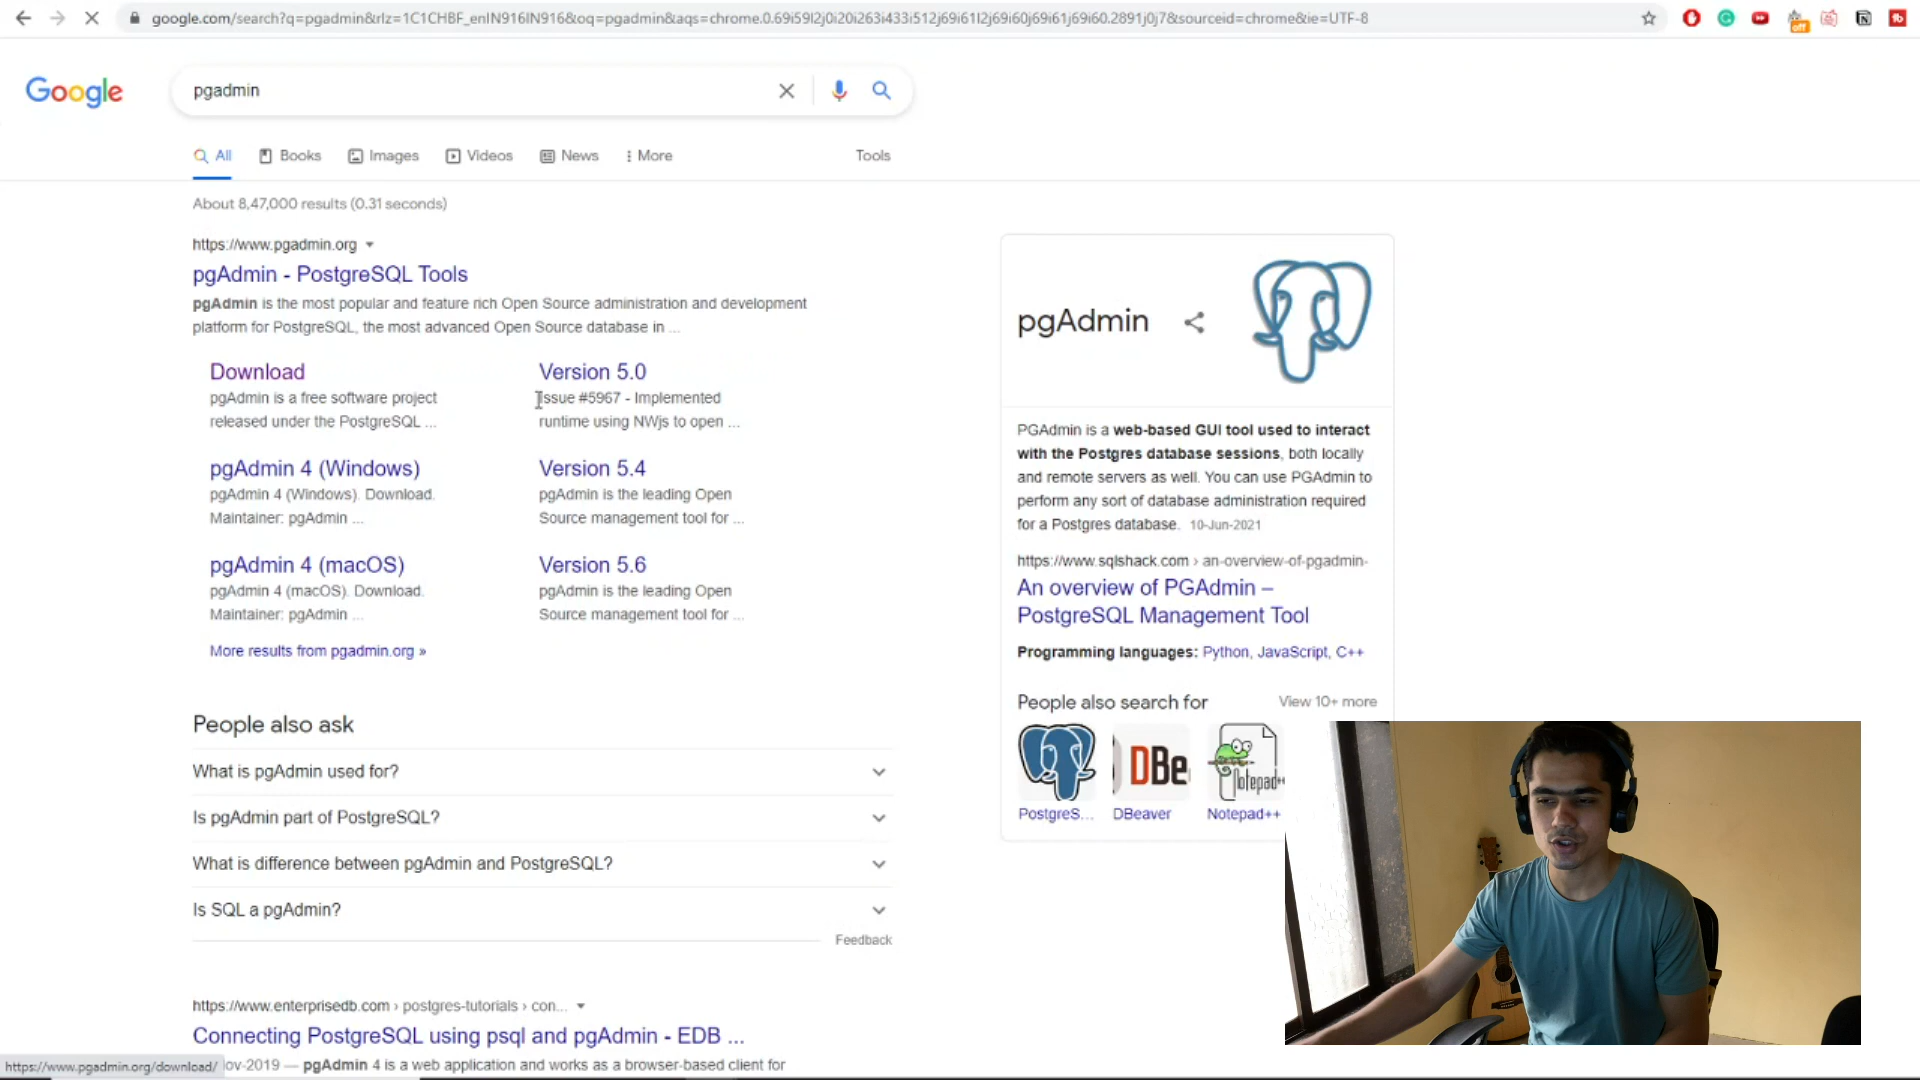 google.com/search?q=pgadmin&rlz=1C1CHBF_enIN916IN916&oq=pgadmin&aqs=chrome.0.69i59l2j0i20i263i433i512j69i61l2j69i60j69i61j69i60.2891j0j7&sourceid=chrome&ie=UTF-8
off
Google
pgadmin
All
Books
Images
Videos
News
More
Tools
About 8,47,000 results (0.31 seconds)
https://www.pgadmin.org
pgAdmin - PostgreSQL Tools
pgAdmin is the most popular and feature rich Open Source administration and development
platform for PostgreSQL, the most advanced Open Source database in ...
Download
pgAdmin is a free software project
released under the PostgreSQL ...
Version 5.0
Issue #5967 - Implemented
runtime using NWjs to open ...
pgAdmin 4 (Windows)
pgAdmin 4 (Windows). Download.
Maintainer: pgAdmin ...
Version 5.4
pgAdmin is the leading Open
Source management tool for ...
pgAdmin 4 (macOS)
pgAdmin 4 (macOS). Download.
Maintainer: pgAdmin ...
Version 5.6
pgAdmin is the leading Open
Source management tool for ...
More results from pgadmin.org »
People also ask
What is pgAdmin used for?
Is pgAdmin part of PostgreSQL?
What is difference between pgAdmin and PostgreSQL?
Is SQL a pgAdmin?
Feedback
https://www.enterprisedb.com › postgres-tutorials › con...
Connecting PostgreSQL using psql and pgAdmin - EDB ...
ov-2019 — pgAdmin 4 is a web application and works as a browser-based client for
https://www.pgadmin.org/download/
pgAdmin
PGAdmin is a web-based GUI tool used to interact
with the Postgres database sessions, both locally
and remote servers as well. You can use PGAdmin to
perform any sort of database administration required
for a Postgres database. 10-Jun-2021
https://www.sqlshack.com › an-overview-of-pgadmin-
An overview of PGAdmin –
PostgreSQL Management Tool
Programming languages: Python, JavaScript, C++
People also search for
View 10+ more
DBe
Notepad++
PostgreS...
DBeaver
Notepad++